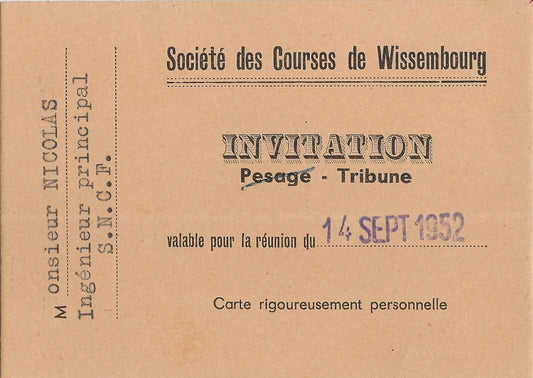 Monsieur NICOLAS
Ingénieur principal
S.N.C.F.
Société des Courses de Wissembourg
INVITATION
Pesage - Tribune
valable pour la réunion du 14 SEPT 1952
Carte rigoureusement personnelle